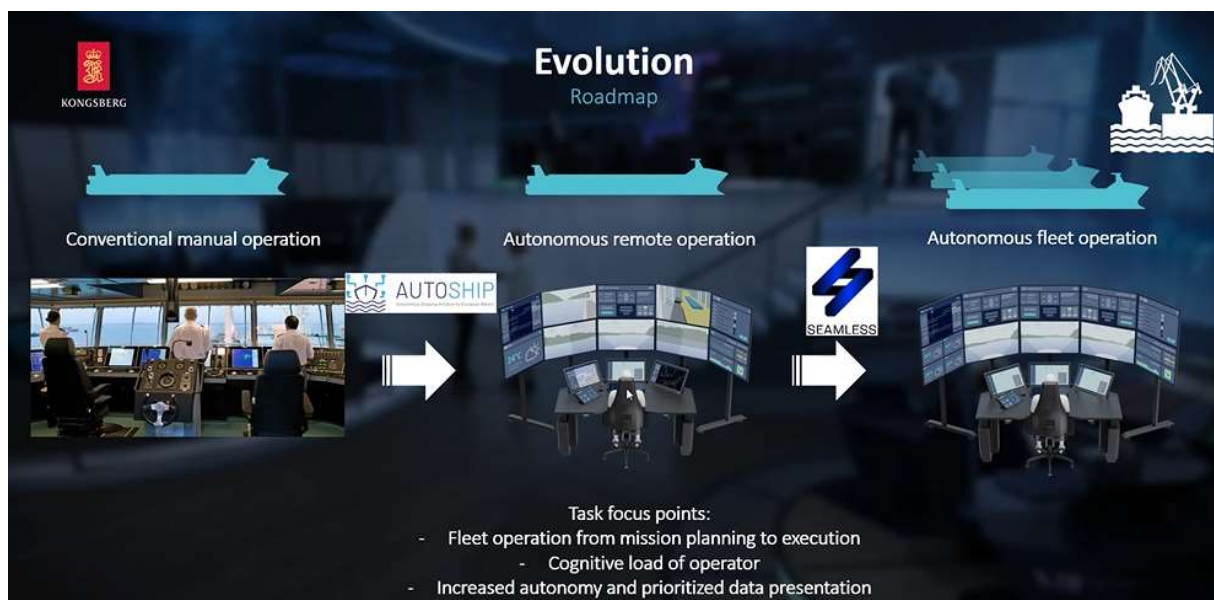 Evolution
Roadmap
KONGSBERG
Conventional manual operation
Autonomous remote operation
Autonomous fleet operation
AUTOSHIP
SEAMLESS
24°C
Task focus points:
- Fleet operation from mission planning to execution
- Cognitive load of operator
- Increased autonomy and prioritized data presentation